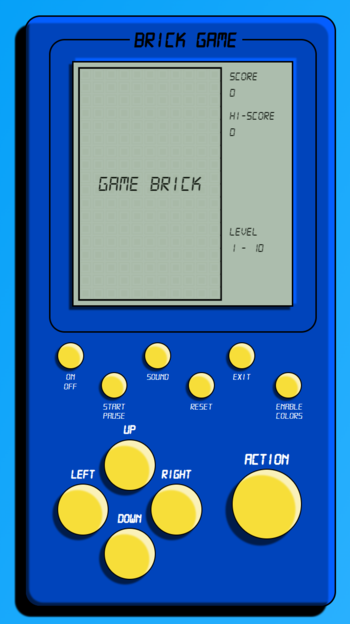 BRICK GAME
SCORE
0
HI-SCORE
0
GAME BRICK
LEVEL
1 - 10
ON
OFF
SOUND
EXIT
START
PAUSE
RESET
ENABLE
COLORS
UP
LEFT
RIGHT
ACTION
DOWN